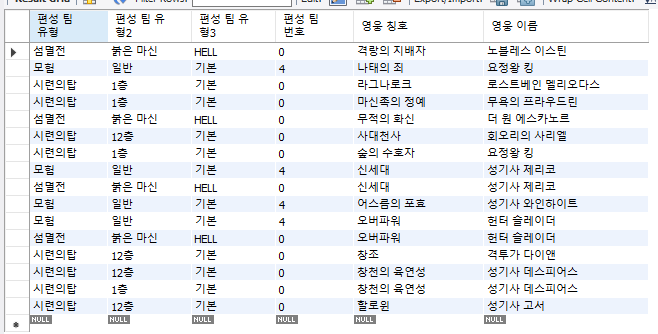 Result Grid Filter Rows: Edit: Export/Import: Wrap Cell Content:
편성 팀 유형 편성 팀 유형2 편성 팀 유형3 편성 팀 번호 영웅 칭호 영웅 이름
섬멸전 붉은 마신 HELL 0 격랑의 지배자 노블레스 이스틴
모험 일반 기본 4 나태의 죄 요정왕 킹
시련의탑 1층 기본 0 라그나로크 로스트베인 멜리오다스
시련의탑 1층 기본 0 마신족의 정예 무욕의 프라우드린
섬멸전 붉은 마신 HELL 0 무적의 화신 더 원 에스카노르
시련의탑 12층 기본 0 사대천사 회오리의 사리엘
시련의탑 1층 기본 0 숲의 수호자 요정왕 킹
모험 일반 기본 4 신세대 성기사 제리코
섬멸전 붉은 마신 HELL 0 신세대 성기사 제리코
모험 일반 기본 4 어스름의 포효 성기사 와인하이트
모험 일반 기본 4 오버파워 헌터 슬레이더
섬멸전 붉은 마신 HELL 0 오버파워 헌터 슬레이더
시련의탑 12층 기본 0 창조 격투가 다이앤
시련의탑 12층 기본 0 창천의 육연성 성기사 데스피어스
시련의탑 1층 기본 0 창천의 육연성 성기사 데스피어스
시련의탑 12층 기본 0 할로윈 성기사 고서
NULL NULL NULL NULL NULL NULL